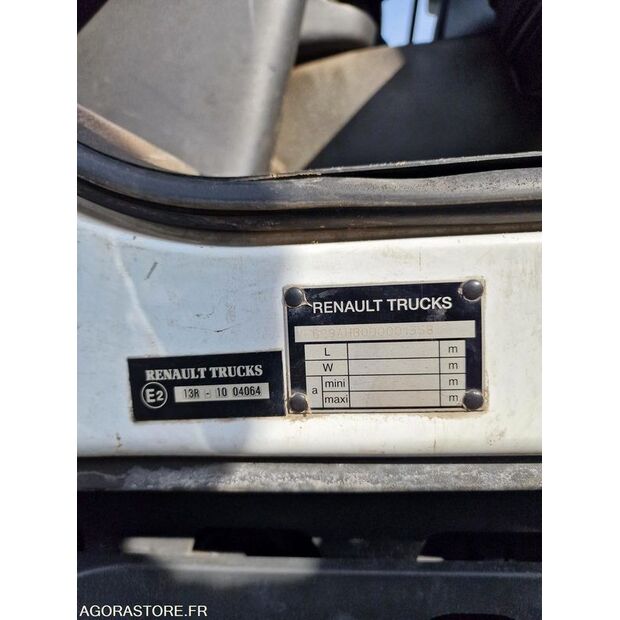 RENAULT TRUCKS
L m
W m
a mini m
maxi m
RENAULT TRUCKS
E2 13R - 10 04064
AGORASTORE.FR